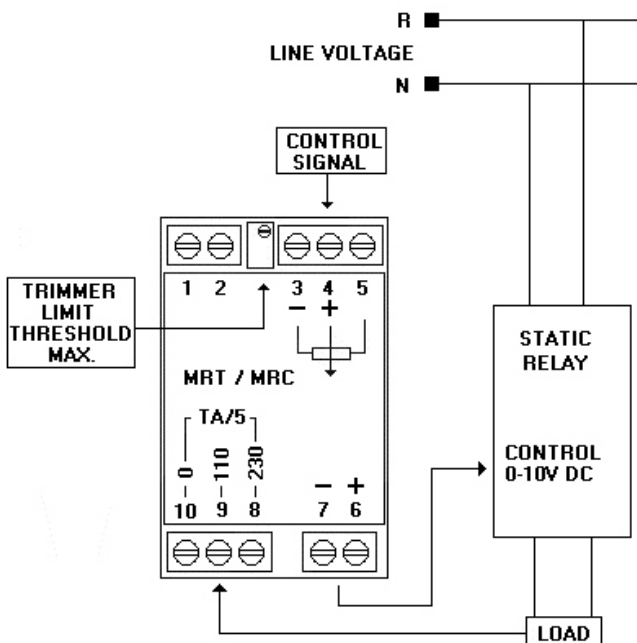 R
LINE VOLTAGE
N
CONTROL
SIGNAL
1 2 3 4 5
− +
TRIMMER
LIMIT
THRESHOLD
MAX.
MRT / MRC
TA/5
0 110 230
− +
10 9 8 7 6
STATIC
RELAY
CONTROL
0-10V DC
LOAD